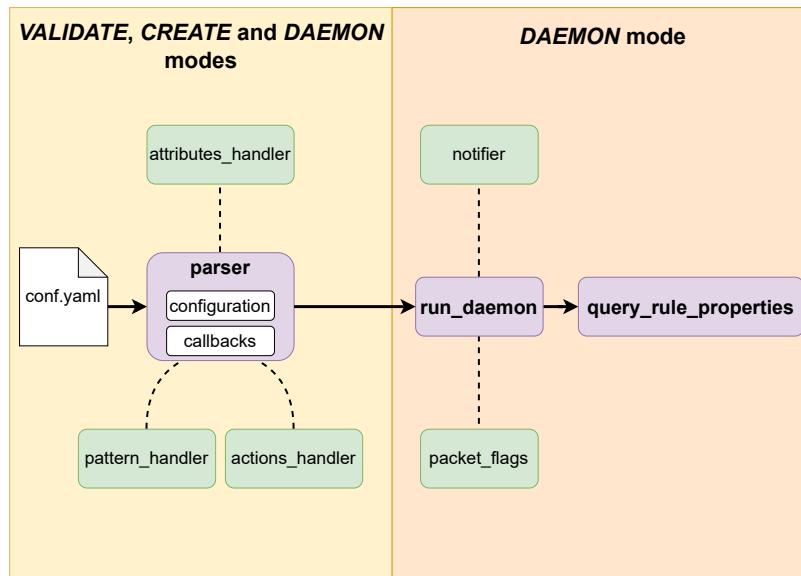 VALIDATE, CREATE and DAEMON
modes
DAEMON mode
attributes_handler
notifier
conf.yaml
parser
configuration
callbacks
run_daemon
query_rule_properties
pattern_handler
actions_handler
packet_flags